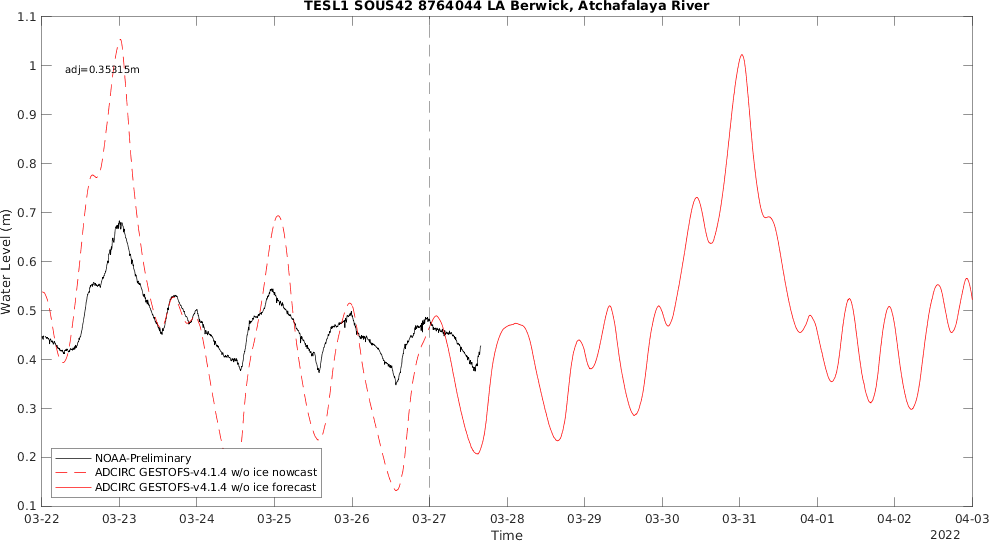 TESL1 SOUS42 8764044 LA Berwick, Atchafalaya River
1.1
1
0.9
0.8
0.7
0.6
0.5
0.4
0.3
0.2
0.1
Water Level (m)
adj=0.35315m
NOAA-Preliminary
ADCIRC GESTOFS-v4.1.4 w/o ice nowcast
ADCIRC GESTOFS-v4.1.4 w/o ice forecast
03-22 03-23 03-24 03-25 03-26 03-27 03-28 03-29 03-30 03-31 04-01 04-02 04-03
Time
2022